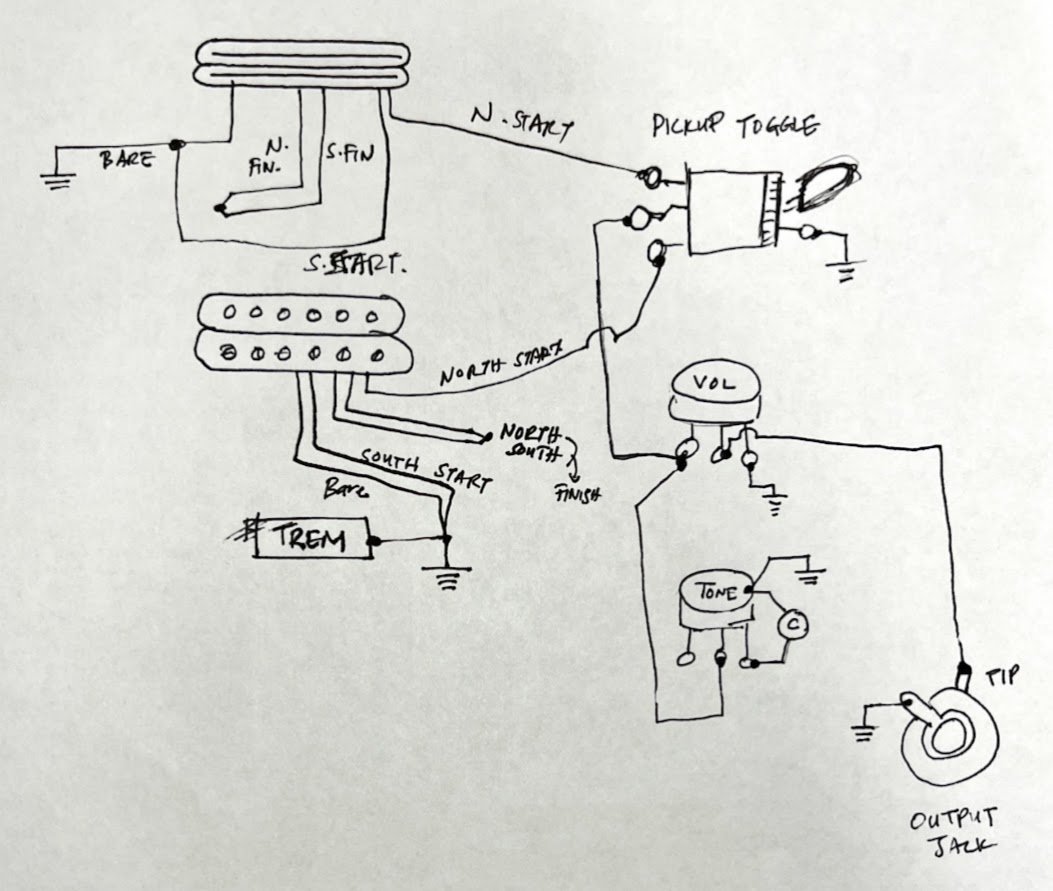 N. START
PICKUP TOGGLE
BARE
N.
FIN.
S.FIN
S.START.
NORTH START
VOL
NORTH
SOUTH
FINISH
SOUTH START
Bare
TREM
TONE
C
TIP
OUTPUT
JACK